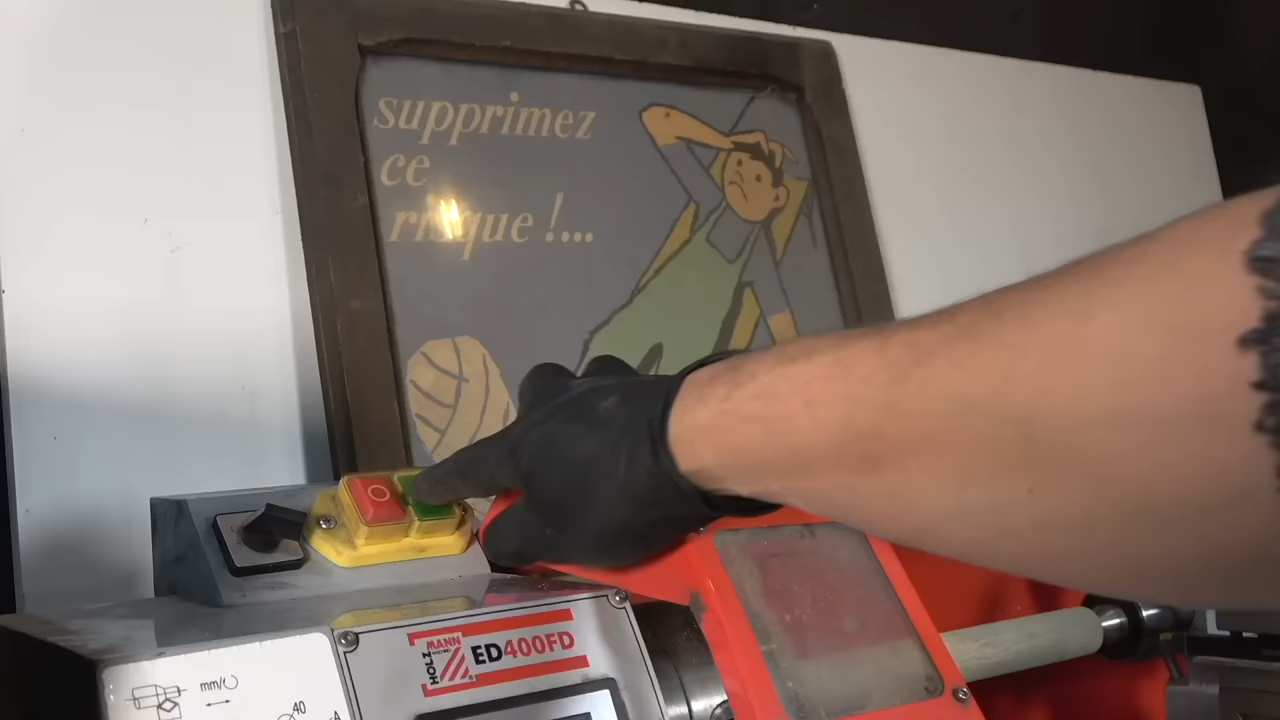 supprimez
ce
risque !...
O
HOLZ MANN
ED400FD
mm/
40